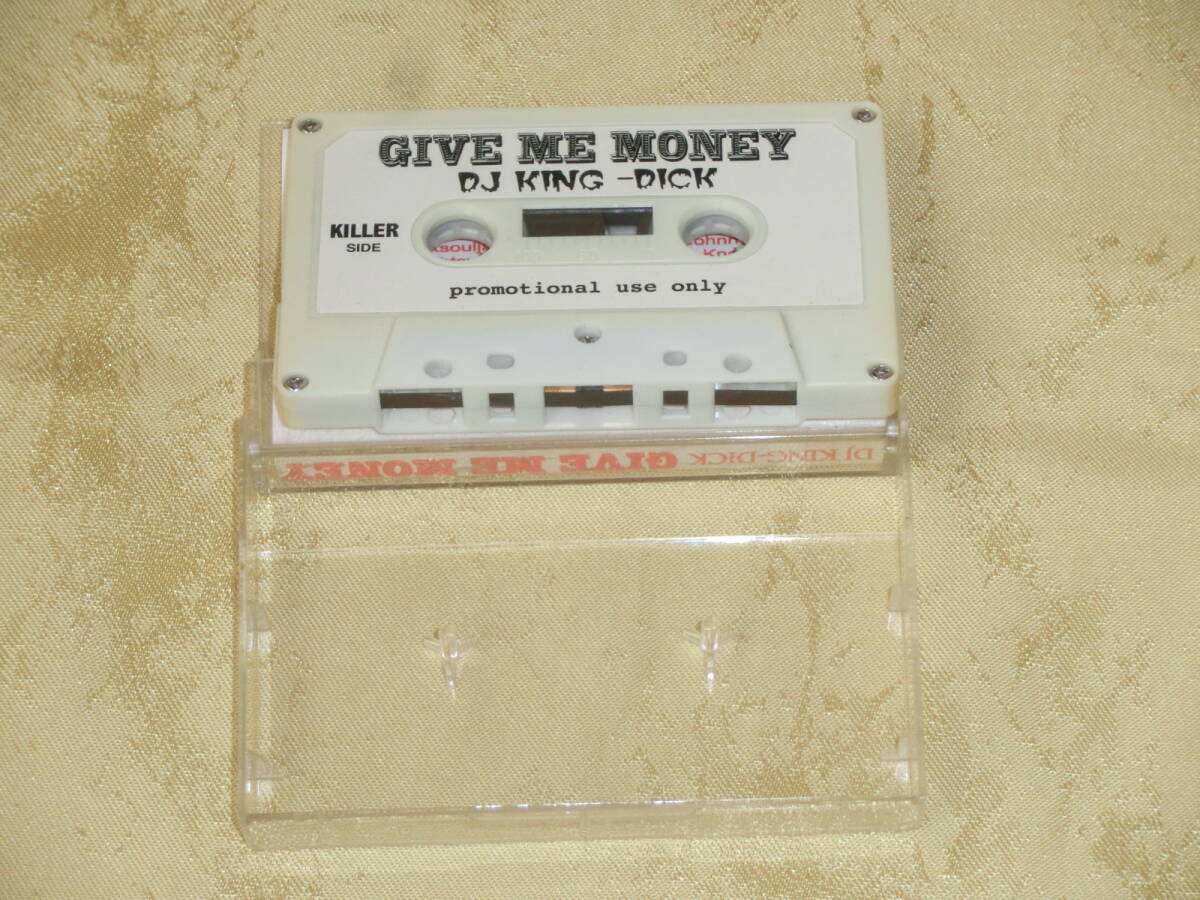 GIVE ME MONEY
DJ KING -DICK
KILLER
SIDE
promotional use only
DJ KING-DICK GIVE ME MONEY